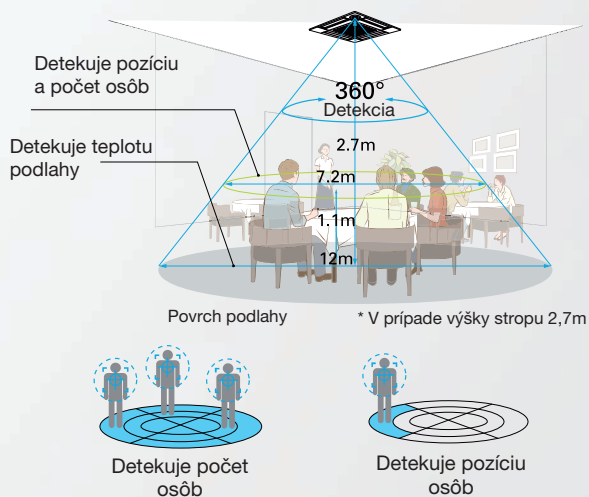 Detekuje pozíciu
a počet osôb
360°
Detekcia
Detekuje teplotu
podlahy
2.7m
7.2m
1.1m
12m
Povrch podlahy
* V prípade výšky stropu 2,7m
Detekuje počet
osôb
Detekuje pozíciu
osôb